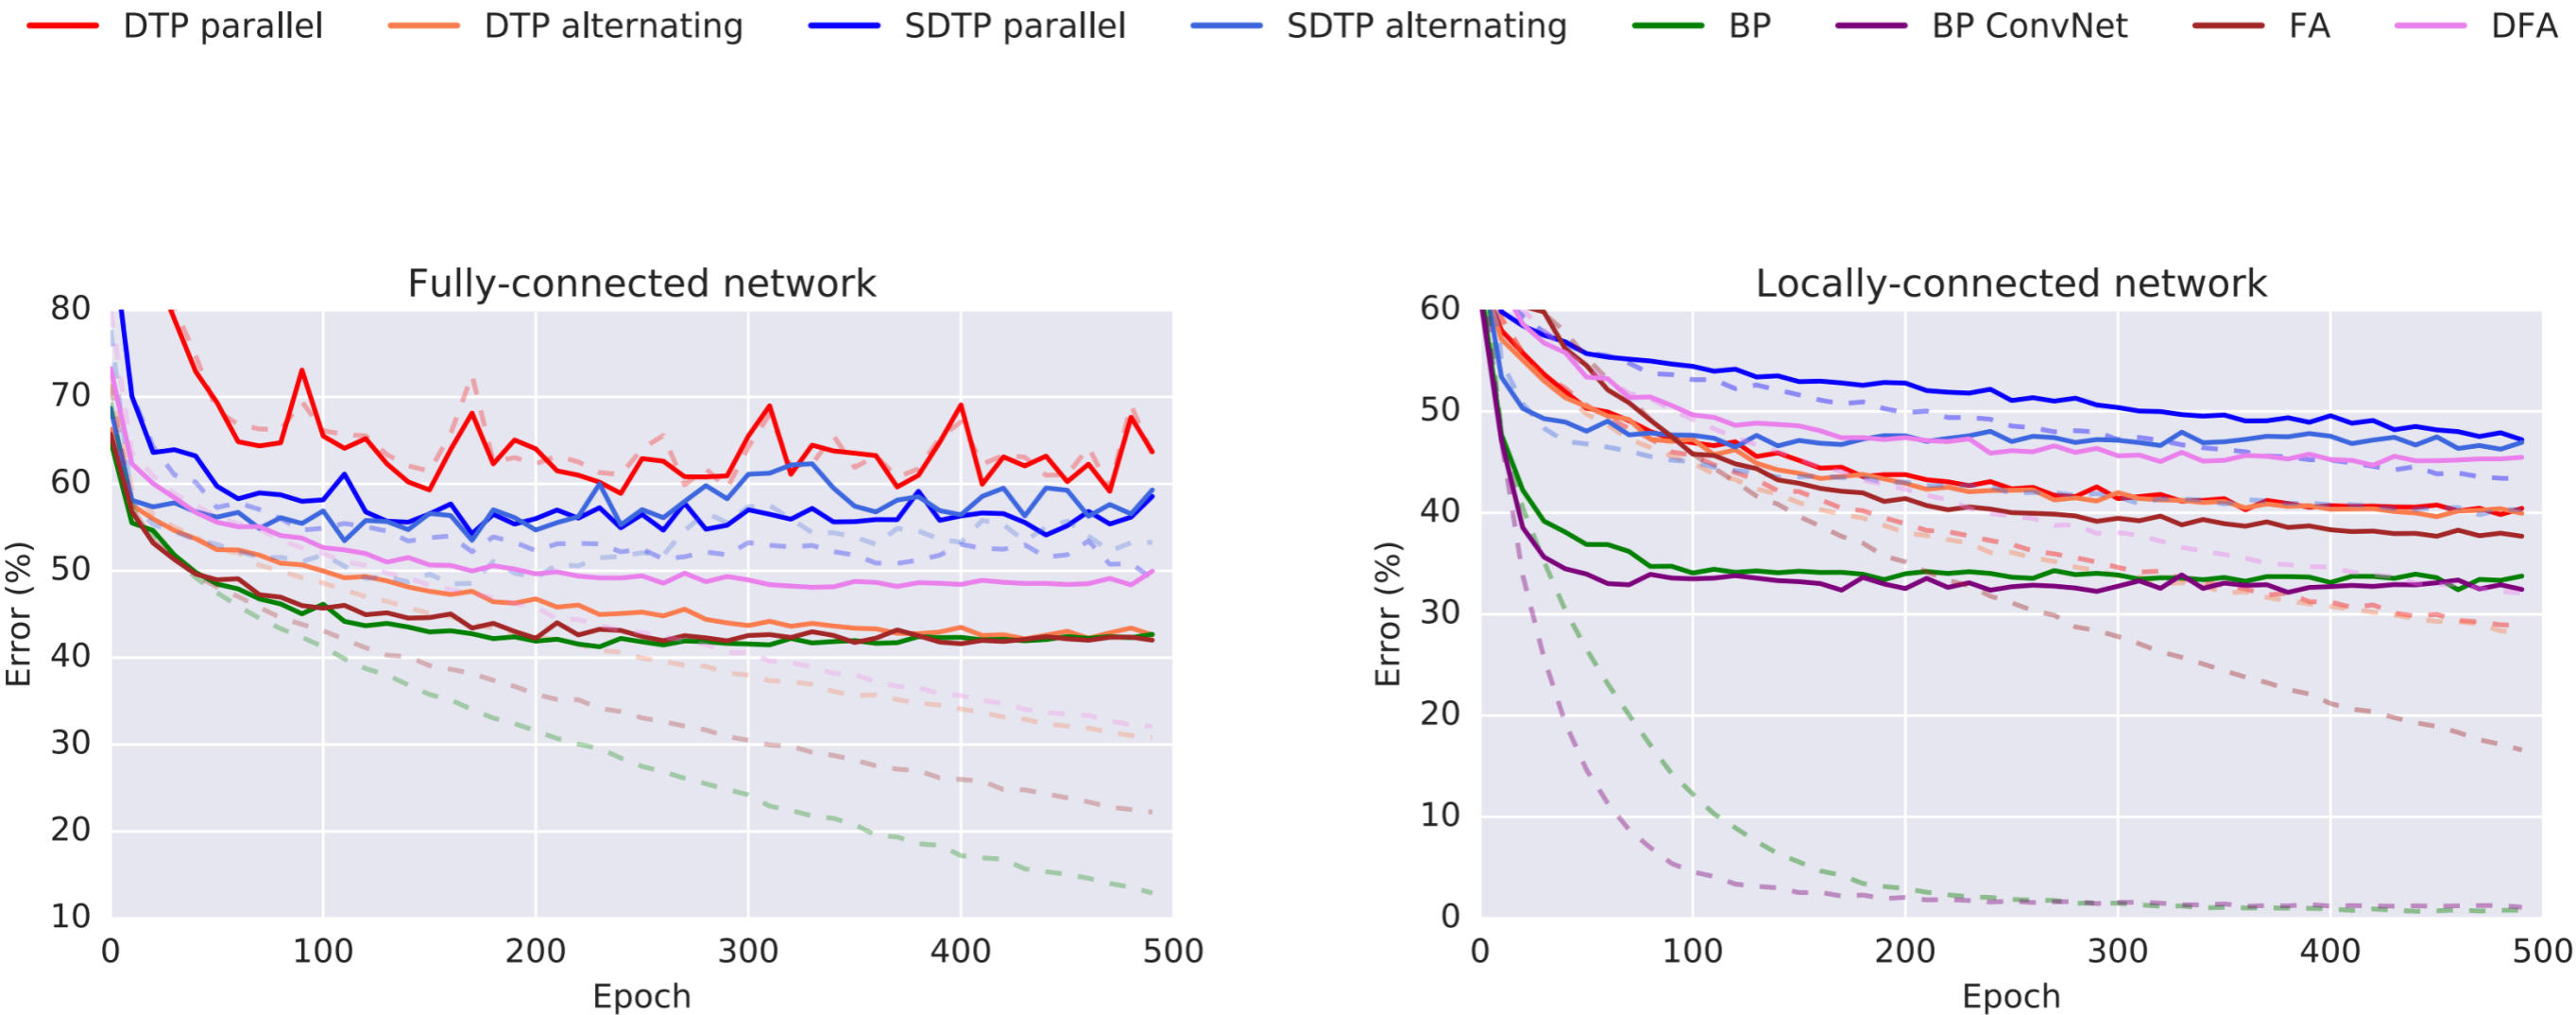 DTP parallel DTP alternating SDTP parallel SDTP alternating BP BP ConvNet FA DFA
Fully-connected network
80
70
60
50
40
30
20
10
0 100 200 300 400 500
Error (%)
Epoch
Locally-connected network
60
50
40
30
20
10
0
0 100 200 300 400 500
Error (%)
Epoch